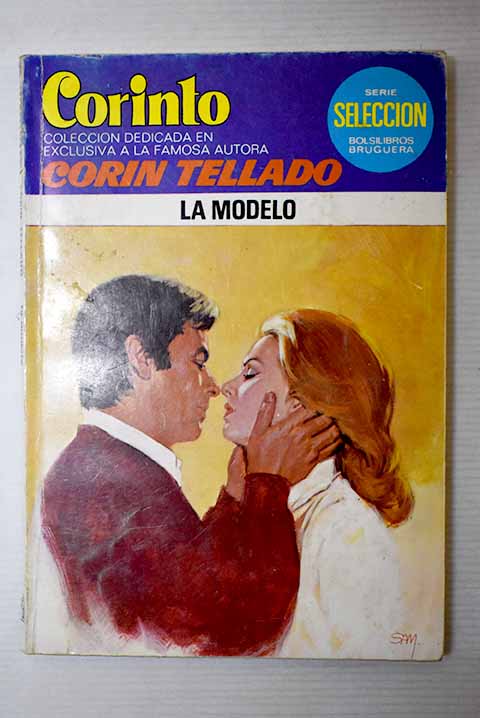 Corinto
COLECCION DEDICADA EN
EXCLUSIVA A LA FAMOSA AUTORA
CORIN TELLADO
SERIE
SELECCION
BOLSILIBROS
BRUGUERA
LA MODELO
SAM.